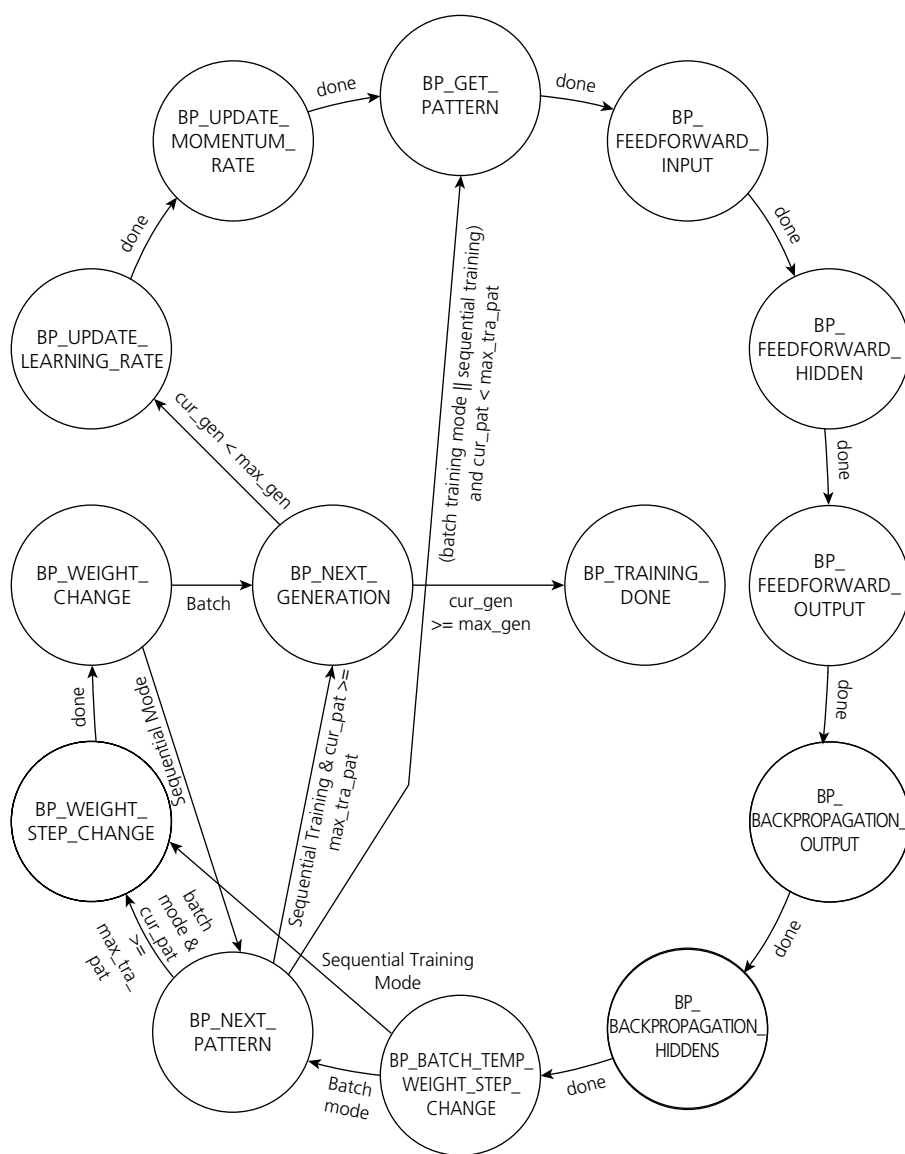 done
BP_GET_
PATTERN
done
BP_UPDATE_
MOMENTUM_
RATE
BP_
FEEDFORWARD_
INPUT
done
done
BP_UPDATE_
LEARNING_RATE
BP_
FEEDFORWARD_
HIDDEN
(batch training mode || sequential training)
and cur_pat < max_tra_pat
cur_gen < max_gen
done
BP_WEIGHT_
CHANGE
Batch
BP_NEXT_
GENERATION
cur_gen
>= max_gen
BP_TRAINING_
DONE
BP_
FEEDFORWARD_
OUTPUT
done
Sequential Mode
Sequential Training & cur_pat >=
max_tra_pat
done
BP_WEIGHT_
STEP_CHANGE
BP_
BACKPROPAGATION_
OUTPUT
batch
mode &
cur_pat
>=
max_tra_
pat
Sequential Training
Mode
done
BP_NEXT_
PATTERN
Batch
mode
BP_BATCH_TEMP_
WEIGHT_STEP_
CHANGE
done
BP_
BACKPROPAGATION_
HIDDENS